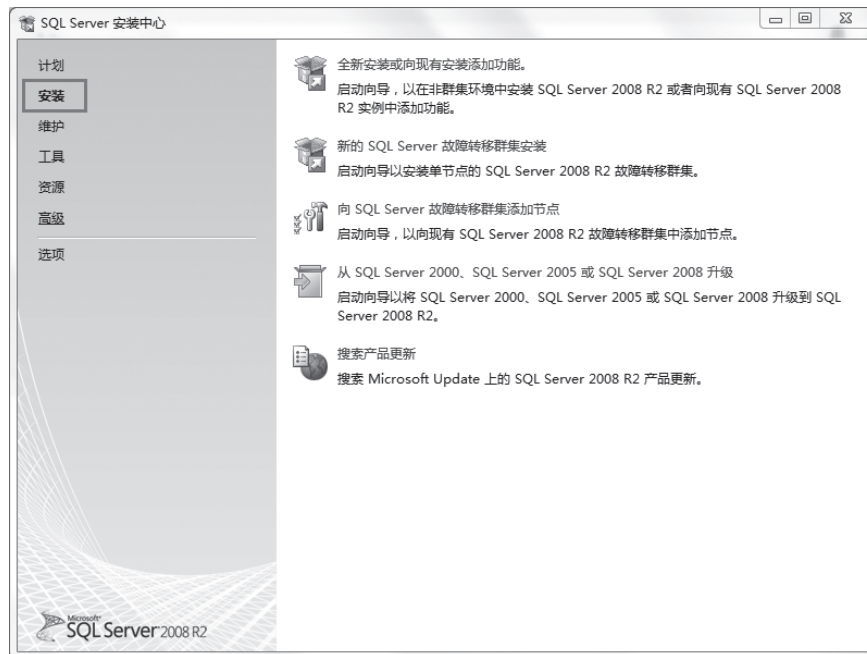 SQL Server 安装中心
计划
安装
维护
工具
资源
高级
选项
全新安装或向现有安装添加功能。
启动向导，以在非群集环境中安装 SQL Server 2008 R2 或者向现有 SQL Server 2008
R2 实例中添加功能。
新的 SQL Server 故障转移群集安装
启动向导以安装单节点的 SQL Server 2008 R2 故障转移群集。
向 SQL Server 故障转移群集添加节点
启动向导，以向现有 SQL Server 2008 R2 故障转移群集中添加节点。
从 SQL Server 2000、SQL Server 2005 或 SQL Server 2008 升级
启动向导以将 SQL Server 2000、SQL Server 2005 或 SQL Server 2008 升级到 SQL
Server 2008 R2。
搜索产品更新
搜索 Microsoft Update 上的 SQL Server 2008 R2 产品更新。
Microsoft
SQL Server 2008 R2